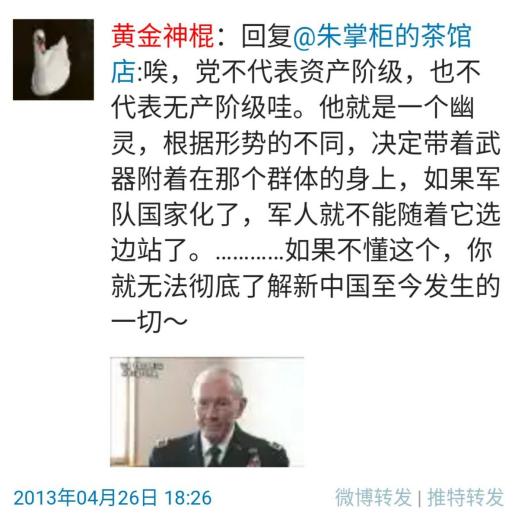 黄金神棍：回复@朱掌柜的茶馆
店:唉，党不代表资产阶级，也不
代表无产阶级哇。他就是一个幽
灵，根据形势的不同，决定带着武
器附着在那个群体的身上，如果军
队国家化了，军人就不能随着它选
边站了。…………如果不懂这个，你
就无法彻底了解新中国至今发生的
一切～
2013年04月26日 18:26
微博转发 | 推特转发